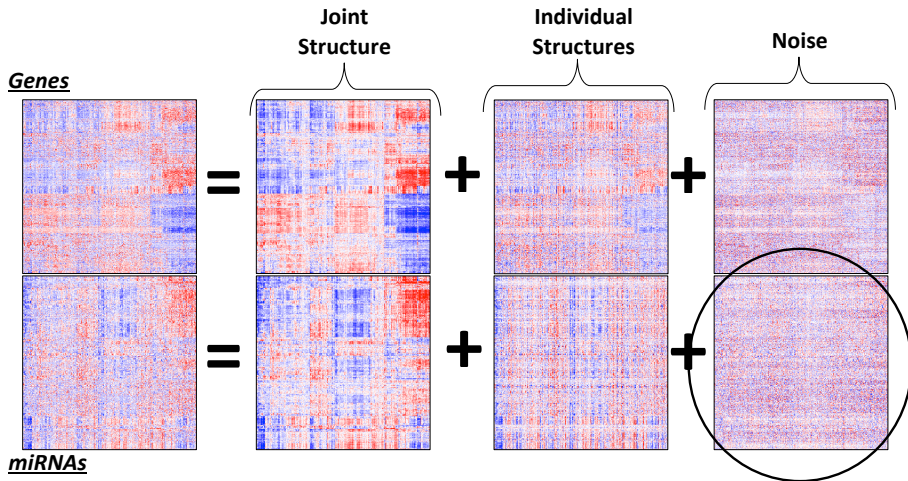 Joint
Structure
Individual
Structures
Noise
Genes
=
+
+
=
+
+
miRNAs